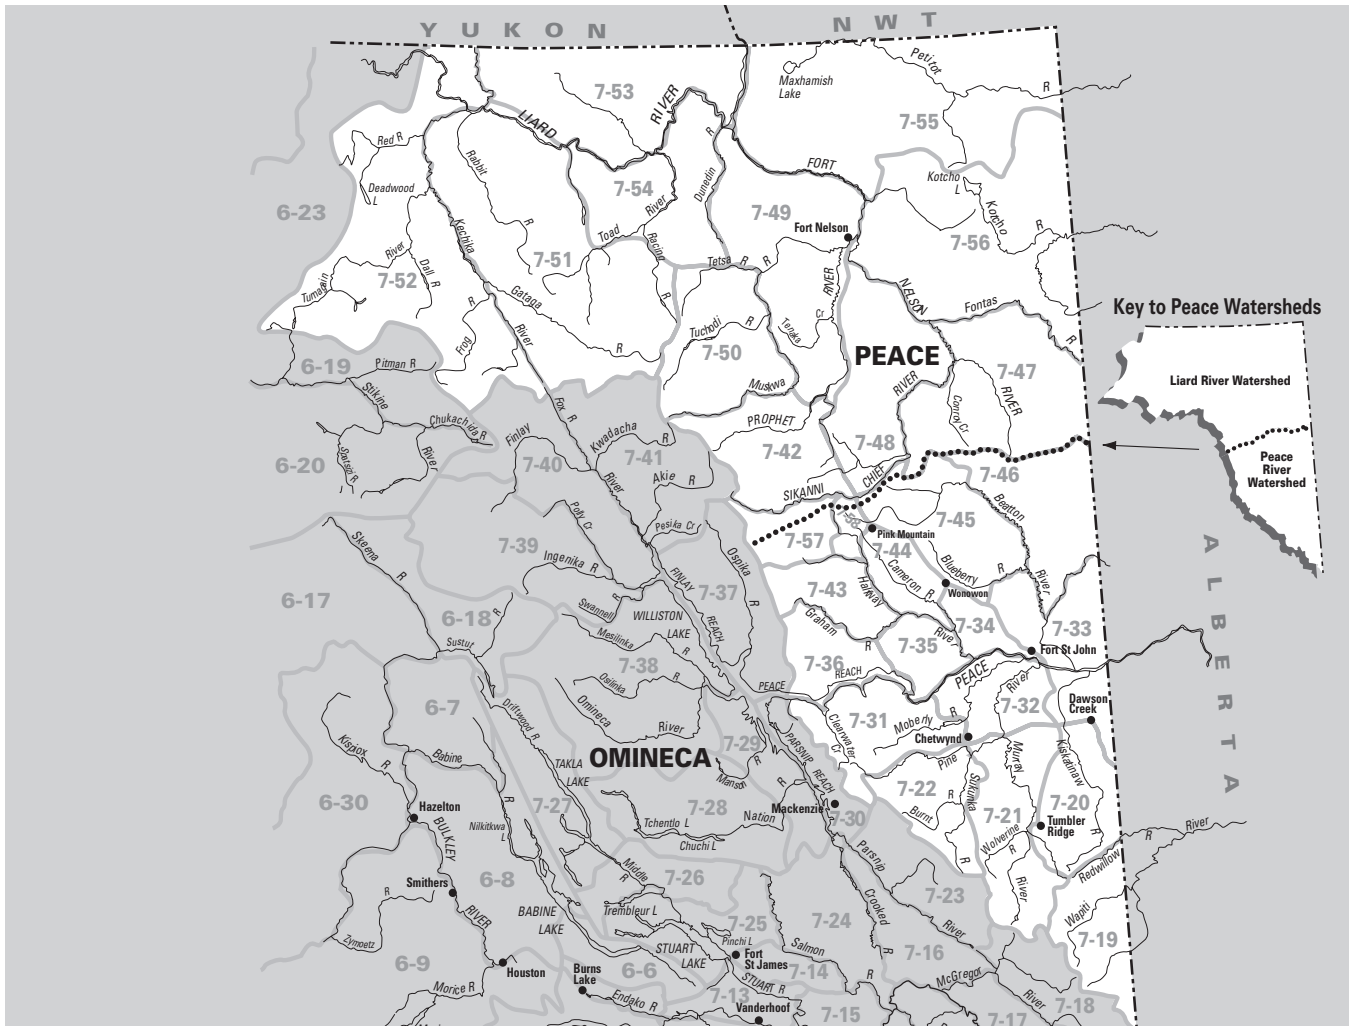 YUKON
NWT
Petitot
R
Maxhamish
Lake
7-53
RIVER
LIARD
7-55
Red R
Rabbit
R
FORT
Deadwood
L
7-54
Dunedin
R
Kotcho
L
Kotcho
R
6-23
River
7-49
Fort Nelson
7-56
Kechika
Toad
Racing
R
7-51
Tetsa R
R
River
Dall R
7-52
RIVER
NELSON
Gataga
R
Fontas
R
Key to Peace Watersheds
Frog
R
River
Tuchodi
R
Tenaka
Cr
7-50
PEACE
6-19
Pitman R
Muskwa
RIVER
7-47
RIVER
Liard River Watershed
Stikine
Fox R
Conroy Cr
Chukachida
R
Finlay
Kwadacha
R
PROPHET
7-42
7-48
6-20
Spatsizi R
River
7-40
7-41
Akie R
River
CHIEF
SIKANNI
7-46
Peace
River
Watershed
Polly Cr
Pesika Cr
7-58
7-45
Beatton
Skeena
R
7-39
Ospika
R
7-57
Pink Mountain
7-44
Ingenika R
FINLAY
REACH
Cameron
R
Blueberry
R
River
ALBERTA
6-17
Swannell
R
7-37
7-43
Halfway
River
Wonowon
6-18
R
WILLISTON
LAKE
Graham
R
7-34
7-33
Sustut
Mesilinka
R
7-35
Fort St John
7-38
7-36
REACH
PEACE
Osilinka
R
PEACE
River
6-7
Driftwood R
Omineca
River
7-31
Moberly
R
7-32
Dawson
Creek
Clearwater
Cr
Chetwynd
Kispiox
R
Babine
R
OMINECA
7-29
PARSNIP REACH
Pine
Murray
Kiskatinaw
R
TAKLA
LAKE
Manson
R
7-22
Sukunka
R
6-30
Hazelton
7-27
7-28
Mackenzie
7-30
Burnt
R
7-21
7-20
BULKLEY
RIVER
Nilkitkwa
L
Tchentlo L
Nation
R
Tumbler
Ridge
Chuchi L
Wolverine
R
River
R
Parsnip
River
Redwillow
River
Smithers
6-8
Middle
R
7-26
7-23
BABINE
LAKE
Trembleur L
Crooked
R
Wapiti
R
Zymoetz
R
7-25
7-24
Pinchi L
STUART
LAKE
Fort
St James
Salmon
R
7-16
7-19
6-9
Houston
Burns
Lake
6-6
7-14
McGregor
River
Morice R
Endako R
STUART R
7-13
Vanderhoof
7-15
7-17
7-18